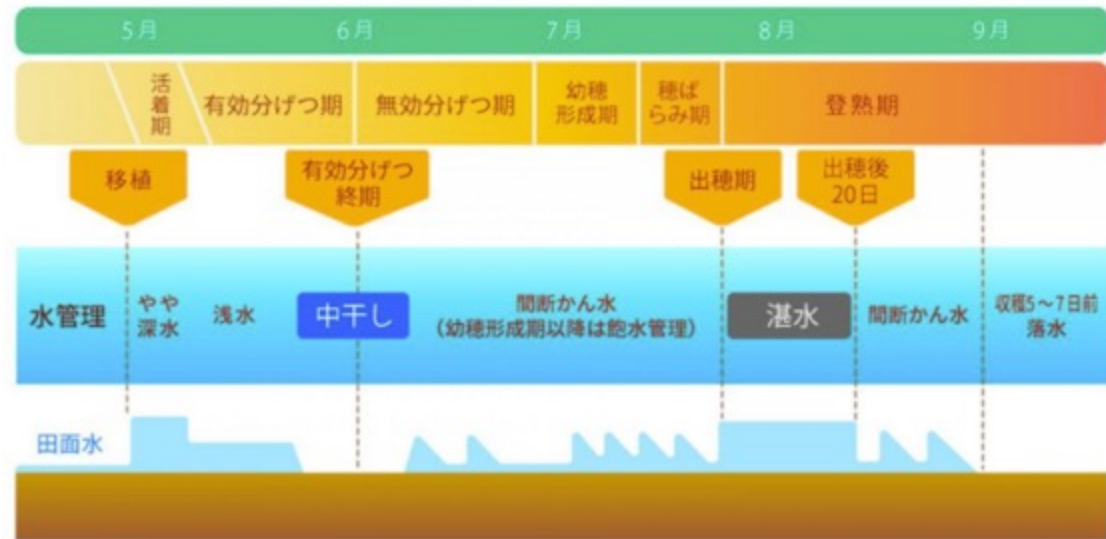 5月
6月
7月
8月
9月
活着期
有効分げつ期
無効分げつ期
幼穂
形成期
穂ば
らみ期
登熟期
移植
有効分げつ
終期
出穂期
出穂後
20日
水管理
やや
深水
浅水
中干し
間断かん水
(幼穂形成期以降は飽水管理)
湛水
間断かん水
収穫5~7日前
落水
田面水